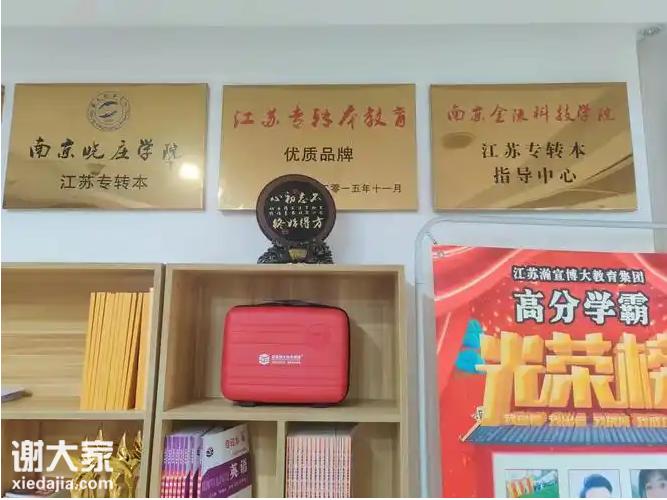 南京晓庄学院
江苏专转本
江苏专转本教育
优质品牌
二零一五年十一月
南京金陵科技学院
江苏专转本
指导中心
不忘初心
方得始终
江苏瀚宣博大教育集团
高分学霸
光荣榜
英语
谢大家
xiedajia.com